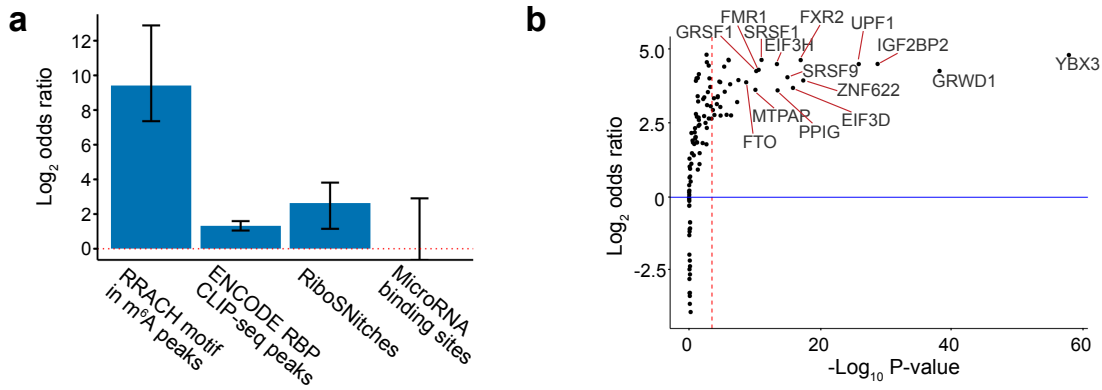 a
Log2 odds ratio
12
10
8
6
4
2
0
RRACH motif
in m⁶A peaks
ENCODE RBP
CLIP-seq peaks
RiboSNitches
MicroRNA
binding sites
b
Log2 odds ratio
5.0
2.5
0
-2.5
FMR1
FXR2
UPF1
GRSF1
SRSF1
EIF3H
IGF2BP2
YBX3
SRSF9
GRWD1
ZNF622
MTPAP
EIF3D
FTO
PPIG
0
20
40
60
-Log10 P-value